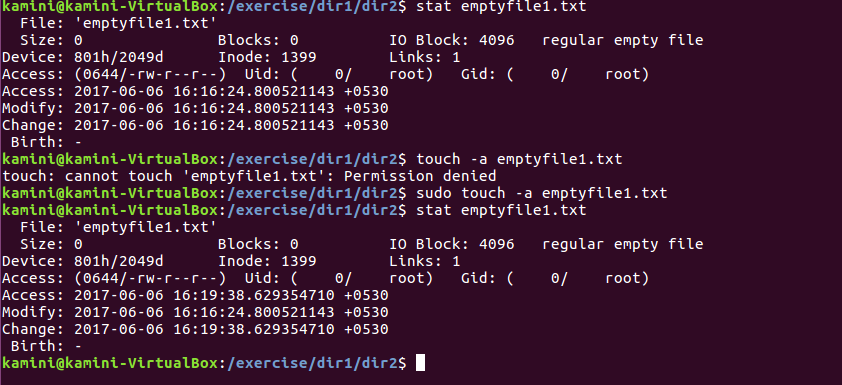 kamini@kamini-VirtualBox:/exercise/dir1/dir2$ stat emptyfile1.txt
  File: 'emptyfile1.txt'
  Size: 0               Blocks: 0          IO Block: 4096   regular empty file
Device: 801h/2049d      Inode: 1399        Links: 1
Access: (0644/-rw-r--r--)  Uid: (    0/    root)   Gid: (    0/    root)
Access: 2017-06-06 16:16:24.800521143 +0530
Modify: 2017-06-06 16:16:24.800521143 +0530
Change: 2017-06-06 16:16:24.800521143 +0530
 Birth: -
kamini@kamini-VirtualBox:/exercise/dir1/dir2$ touch -a emptyfile1.txt
touch: cannot touch 'emptyfile1.txt': Permission denied
kamini@kamini-VirtualBox:/exercise/dir1/dir2$ sudo touch -a emptyfile1.txt
kamini@kamini-VirtualBox:/exercise/dir1/dir2$ stat emptyfile1.txt
  File: 'emptyfile1.txt'
  Size: 0               Blocks: 0          IO Block: 4096   regular empty file
Device: 801h/2049d      Inode: 1399        Links: 1
Access: (0644/-rw-r--r--)  Uid: (    0/    root)   Gid: (    0/    root)
Access: 2017-06-06 16:19:38.629354710 +0530
Modify: 2017-06-06 16:16:24.800521143 +0530
Change: 2017-06-06 16:19:38.629354710 +0530
 Birth: -
kamini@kamini-VirtualBox:/exercise/dir1/dir2$